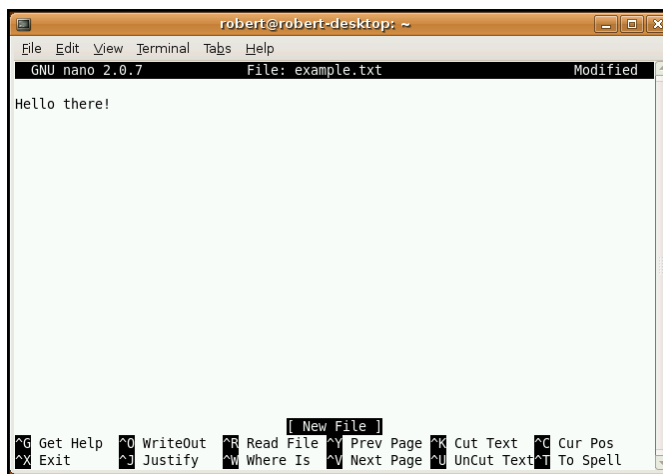 robert@robert-desktop: ~
File Edit View Terminal Tabs Help
GNU nano 2.0.7 File: example.txt Modified
Hello there!
[ New File ]
^G Get Help ^O WriteOut ^R Read File ^Y Prev Page ^K Cut Text ^C Cur Pos
^X Exit ^J Justify ^W Where Is ^V Next Page ^U UnCut Text ^T To Spell